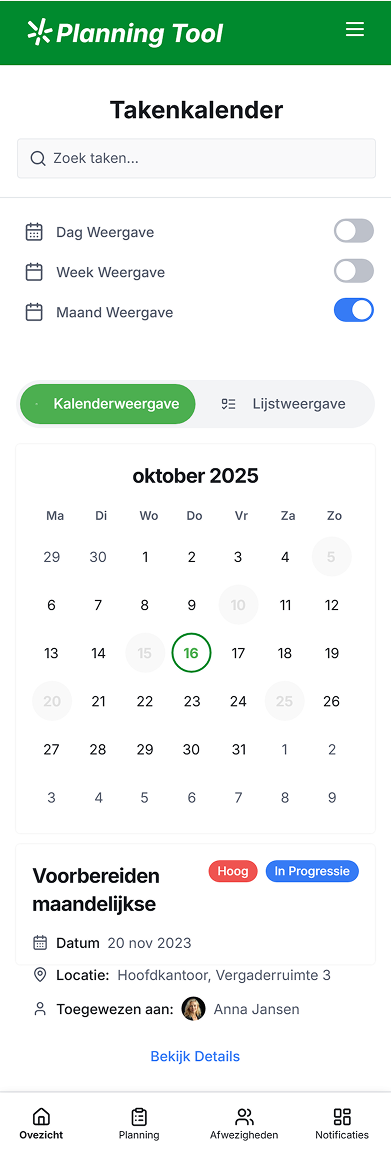 Planning Tool
Takenkalender
Zoek taken...
Dag Weergave
Week Weergave
Maand Weergave
Kalenderweergave Lijstweergave
oktober 2025
Ma Di Wo Do Vr Za Zo
29 30 1 2 3 4 5
6 7 8 9 10 11 12
13 14 15 16 17 18 19
20 21 22 23 24 25 26
27 28 29 30 31 1 2
3 4 5 6 7 8 9
Voorbereiden Hoog In Progressie
maandelijkse
Datum 20 nov 2023
Locatie: Hoofdkantoor, Vergaderruimte 3
Toegewezen aan: Anna Jansen
Bekijk Details
Ovezicht Planning Afwezigheden Notificaties